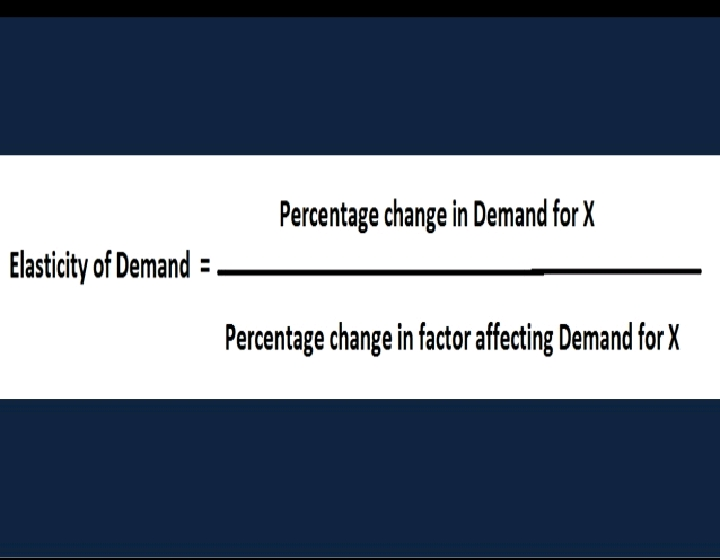 Percentage change in Demand for X
Elasticity of Demand =
Percentage change in factor affecting Demand for X